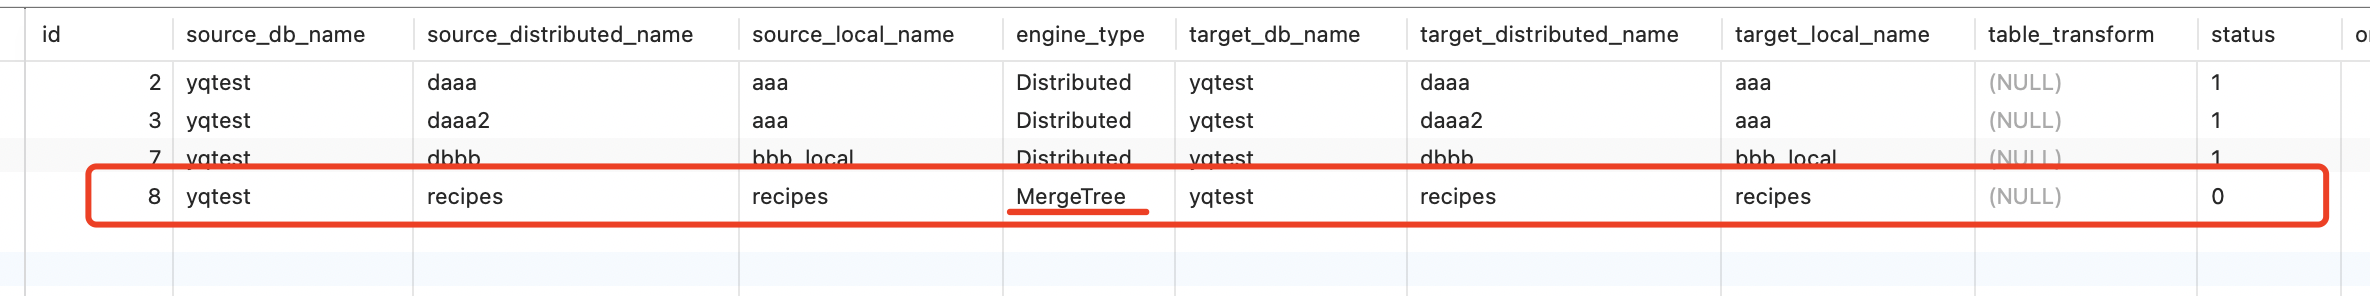 id source_db_name source_distributed_name source_local_name engine_type target_db_name target_distributed_name target_local_name table_transform status
2 yqtest daaa aaa Distributed yqtest daaa aaa (NULL) 1
3 yqtest daaa2 aaa Distributed yqtest daaa2 aaa (NULL) 1
7 yqtest dbbb bbb_local Distributed yqtest dbbb bbb_local (NULL) 1
8 yqtest recipes recipes MergeTree yqtest recipes recipes (NULL) 0